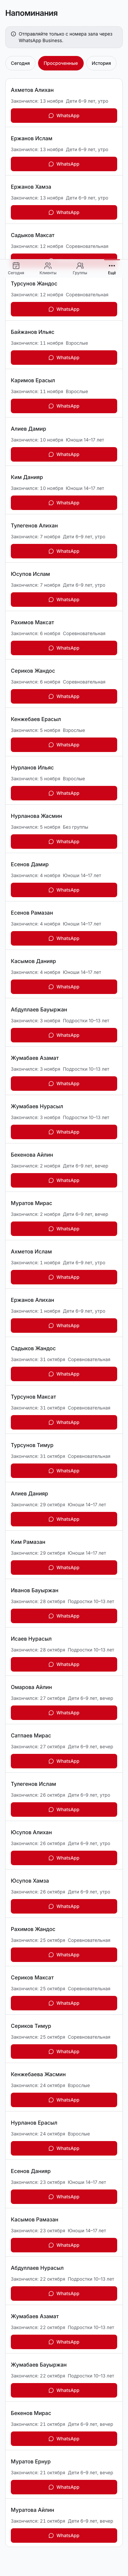 Напоминания
Отправляйте только с номера зала через
WhatsApp Business.
Сегодня Просроченные История
Ахметов Алихан
Закончился: 13 ноября Дети 6–9 лет, утро
WhatsApp
Ержанов Ислам
Закончился: 13 ноября Дети 6–9 лет, утро
WhatsApp
Ержанов Хамза
Закончился: 13 ноября Дети 6–9 лет, утро
WhatsApp
Садыков Максат
Закончился: 12 ноября Соревновательная
Сегодня Клиенты Группы Ещё
Турсунов Жандос
Закончился: 12 ноября Соревновательная
WhatsApp
Байжанов Ильяс
Закончился: 11 ноября Взрослые
WhatsApp
Каримов Ерасыл
Закончился: 11 ноября Взрослые
WhatsApp
Алиев Дамир
Закончился: 10 ноября Юноши 14–17 лет
WhatsApp
Ким Данияр
Закончился: 10 ноября Юноши 14–17 лет
WhatsApp
Тулегенов Алихан
Закончился: 7 ноября Дети 6–9 лет, утро
WhatsApp
Юсупов Ислам
Закончился: 7 ноября Дети 6–9 лет, утро
WhatsApp
Рахимов Максат
Закончился: 6 ноября Соревновательная
WhatsApp
Сериков Жандос
Закончился: 6 ноября Соревновательная
WhatsApp
Кенжебаев Ерасыл
Закончился: 5 ноября Взрослые
WhatsApp
Нурланов Ильяс
Закончился: 5 ноября Взрослые
WhatsApp
Нурланова Жасмин
Закончился: 5 ноября Без группы
WhatsApp
Есенов Дамир
Закончился: 4 ноября Юноши 14–17 лет
WhatsApp
Есенов Рамазан
Закончился: 4 ноября Юноши 14–17 лет
WhatsApp
Касымов Данияр
Закончился: 4 ноября Юноши 14–17 лет
WhatsApp
Абдуллаев Бауыржан
Закончился: 3 ноября Подростки 10–13 лет
WhatsApp
Жумабаев Азамат
Закончился: 3 ноября Подростки 10–13 лет
WhatsApp
Жумабаев Нурасыл
Закончился: 3 ноября Подростки 10–13 лет
WhatsApp
Бекенова Айлин
Закончился: 2 ноября Дети 6–9 лет, вечер
WhatsApp
Муратов Мирас
Закончился: 2 ноября Дети 6–9 лет, вечер
WhatsApp
Ахметов Ислам
Закончился: 1 ноября Дети 6–9 лет, утро
WhatsApp
Ержанов Алихан
Закончился: 1 ноября Дети 6–9 лет, утро
WhatsApp
Садыков Жандос
Закончился: 31 октября Соревновательная
WhatsApp
Турсунов Максат
Закончился: 31 октября Соревновательная
WhatsApp
Турсунов Тимур
Закончился: 31 октября Соревновательная
WhatsApp
Алиев Данияр
Закончился: 29 октября Юноши 14–17 лет
WhatsApp
Ким Рамазан
Закончился: 29 октября Юноши 14–17 лет
WhatsApp
Иванов Бауыржан
Закончился: 28 октября Подростки 10–13 лет
WhatsApp
Исаев Нурасыл
Закончился: 28 октября Подростки 10–13 лет
WhatsApp
Омарова Айлин
Закончился: 27 октября Дети 6–9 лет, вечер
WhatsApp
Сатпаев Мирас
Закончился: 27 октября Дети 6–9 лет, вечер
WhatsApp
Тулегенов Ислам
Закончился: 26 октября Дети 6–9 лет, утро
WhatsApp
Юсупов Алихан
Закончился: 26 октября Дети 6–9 лет, утро
WhatsApp
Юсупов Хамза
Закончился: 26 октября Дети 6–9 лет, утро
WhatsApp
Рахимов Жандос
Закончился: 25 октября Соревновательная
WhatsApp
Сериков Максат
Закончился: 25 октября Соревновательная
WhatsApp
Сериков Тимур
Закончился: 25 октября Соревновательная
WhatsApp
Кенжебаева Жасмин
Закончился: 24 октября Взрослые
WhatsApp
Нурланов Ерасыл
Закончился: 24 октября Взрослые
WhatsApp
Есенов Данияр
Закончился: 23 октября Юноши 14–17 лет
WhatsApp
Касымов Рамазан
Закончился: 23 октября Юноши 14–17 лет
WhatsApp
Абдуллаев Нурасыл
Закончился: 22 октября Подростки 10–13 лет
WhatsApp
Жумабаев Азамат
Закончился: 22 октября Подростки 10–13 лет
WhatsApp
Жумабаев Бауыржан
Закончился: 22 октября Подростки 10–13 лет
WhatsApp
Бекенов Мирас
Закончился: 21 октября Дети 6–9 лет, вечер
WhatsApp
Муратов Ернур
Закончился: 21 октября Дети 6–9 лет, вечер
WhatsApp
Муратова Айлин
Закончился: 21 октября Дети 6–9 лет, вечер
WhatsApp